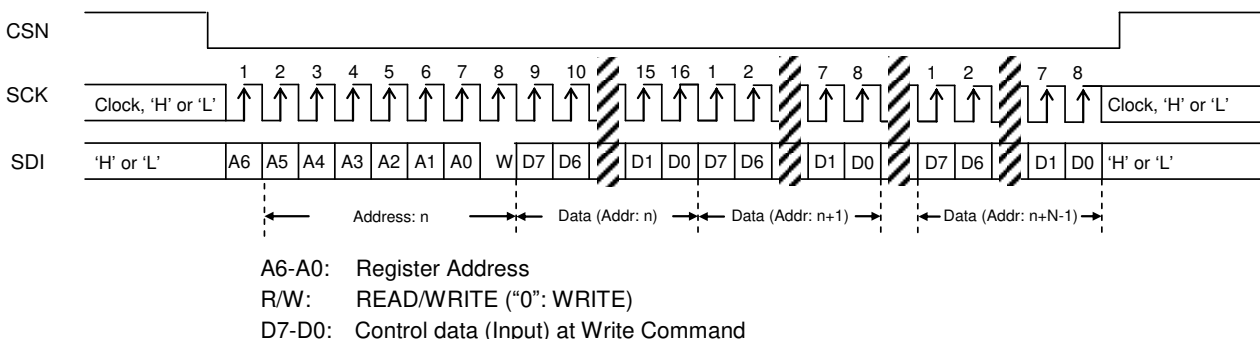 CSN
1 2 3 4 5 6 7 8 9 10 15 16 1 2 7 8 1 2 7 8
SCK
Clock, 'H' or 'L'
Clock, 'H' or 'L'
SDI
'H' or 'L' A6 A5 A4 A3 A2 A1 A0 W D7 D6 D1 D0 D7 D6 D1 D0 D7 D6 D1 D0 'H' or 'L'
Address: n Data (Addr: n) Data (Addr: n+1) Data (Addr: n+N-1)
A6-A0: Register Address
R/W: READ/WRITE (“0”: WRITE)
D7-D0: Control data (Input) at Write Command